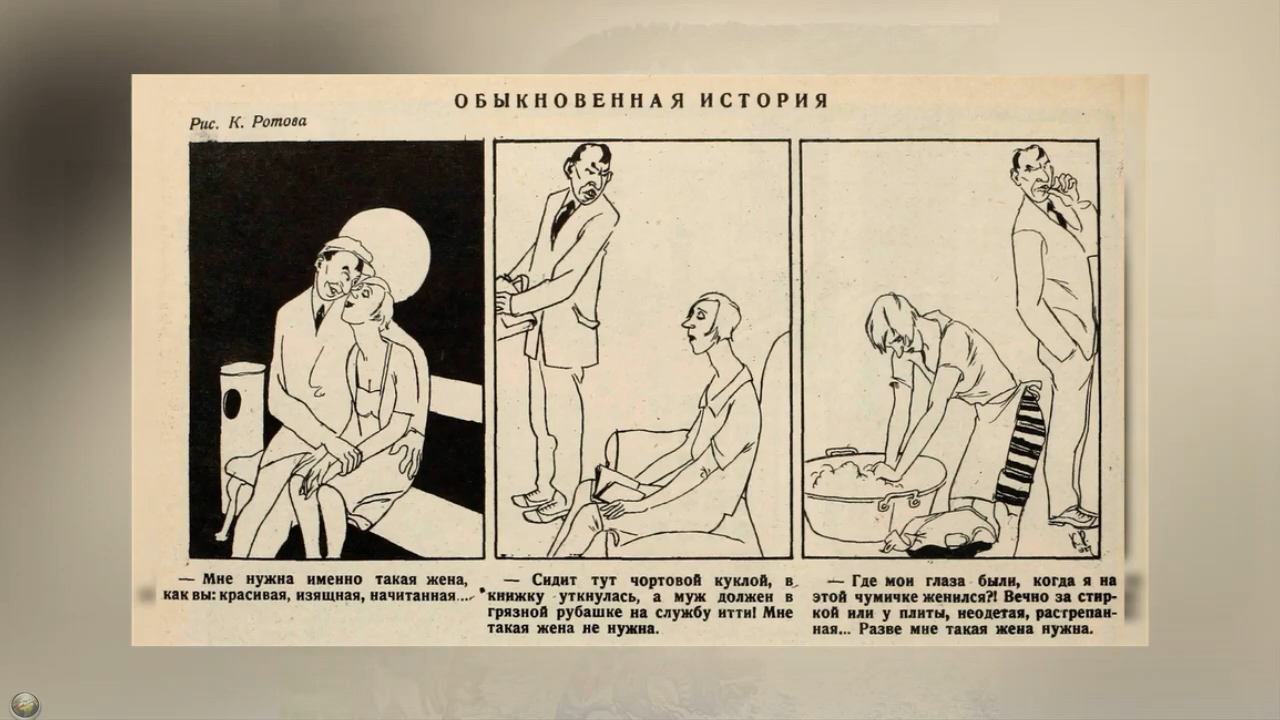 ОБЫКНОВЕННАЯ ИСТОРИЯ
Рис. К. Ротова
— Мне нужна именно такая жена,
как вы: красивая, изящная, начитанная....
— Сидит тут чортовой куклой, в
книжку уткнулась, а муж должен в
грязной рубашке на службу итти! Мне
такая жена не нужна.
— Где мои глаза были, когда я на
этой чумичке женился?! Вечно за стир-
кой или у плиты, неодетая, растрепан-
ная... Разве мне такая жена нужна.
К.Р.